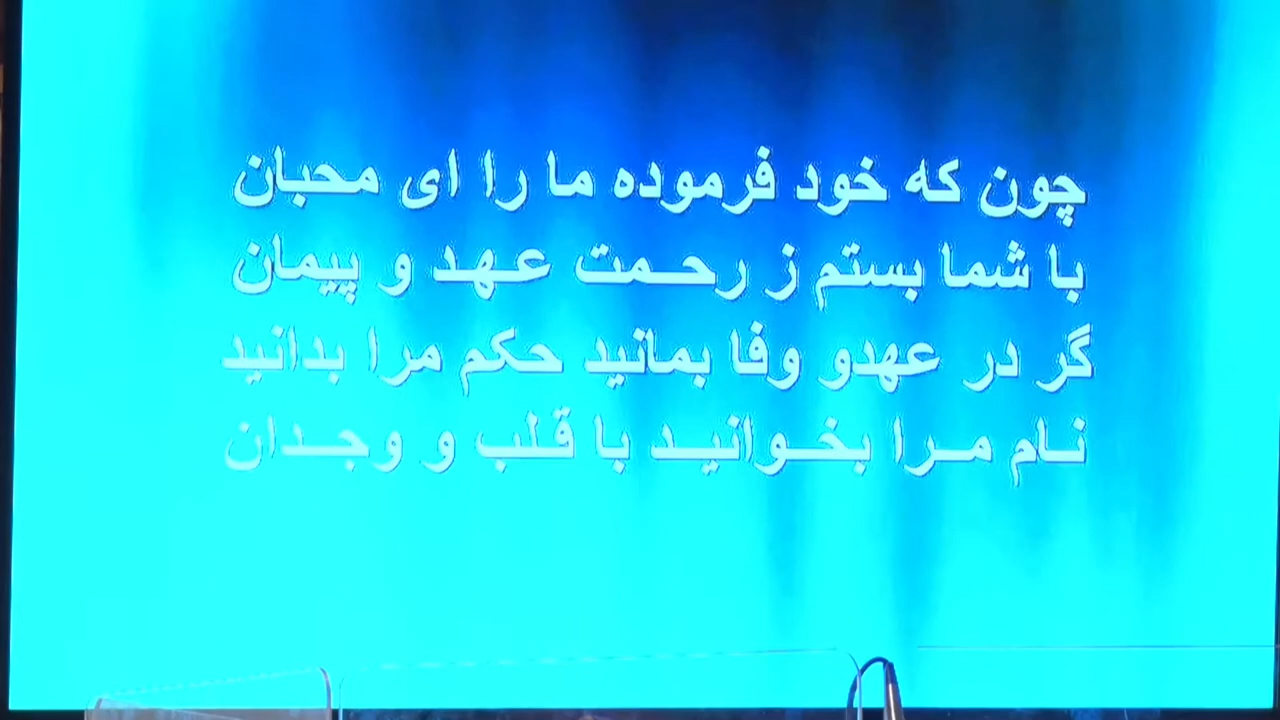 چون که خود فرموده ما را ای محبان
با شما بستم ز رحمت عهد و پیمان
گر در عهدو وفا بمانید حکم مرا بدانید
نام مرا بخوانید با قلب و وجدان